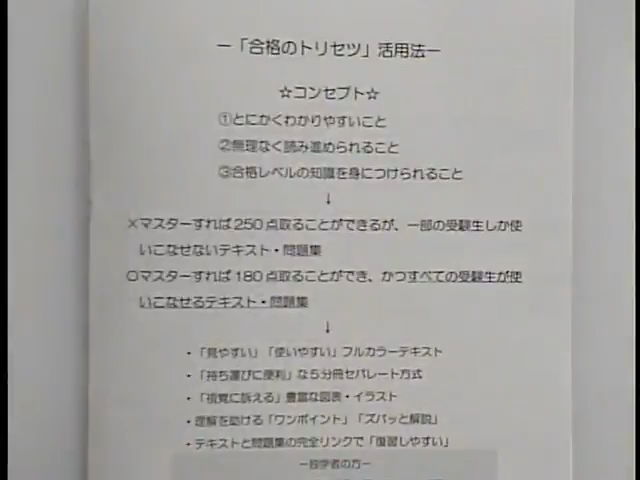 ー「合格のトリセツ」活用法ー
☆コンセプト☆
①とにかくわかりやすいこと
②無理なく読み進められること
③合格レベルの知識を身につけられること
↓
×マスターすれば250点取ることができるが、一部の受験生しか使
いこなせないテキスト・問題集
○マスターすれば180点取ることができ、かつすべての受験生が使
いこなせるテキスト・問題集
↓
・「見やすい」「使いやすい」フルカラーテキスト
・「持ち運びに便利」な5分冊セパレート方式
・「視覚に訴える」豊富な図表・イラスト
・理解を助ける「ワンポイント」「ズバッと解説」
・テキストと問題集の完全リンクで「復習しやすい」
ー独学者の方ー